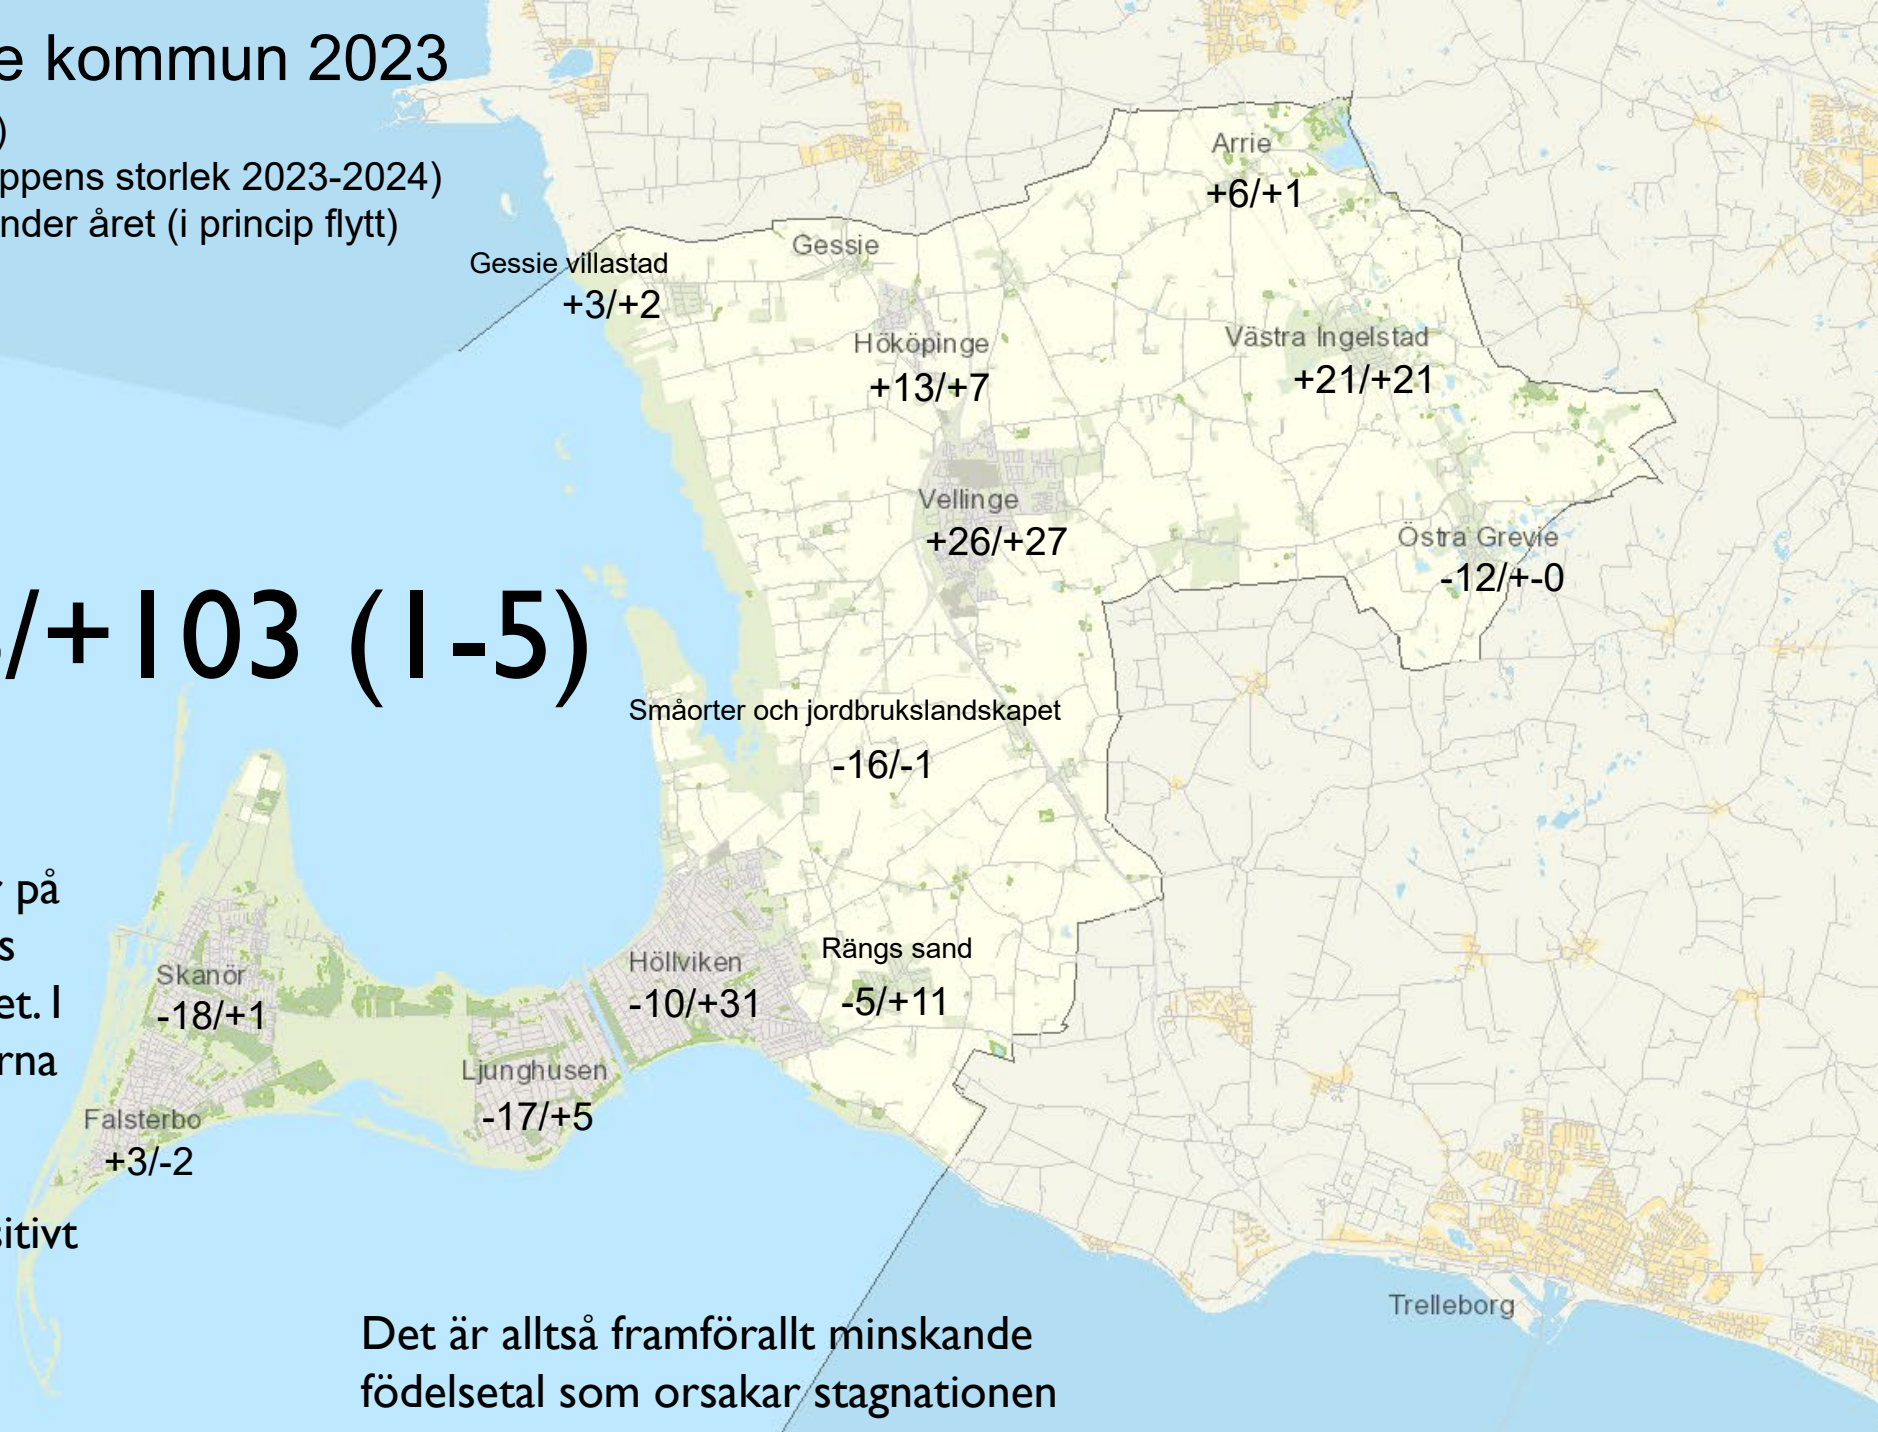 e kommun 2023
)
ppens storlek 2023-2024)
nder året (i princip flytt)
Arrie
+6/+1
Gessie villastad
+3/+2
Gessie
Hököpinge
+13/+7
Västra Ingelstad
+21/+21
Vellinge
+26/+27
Östra Grevie
-12/+-0
/+103 (1-5)
Småorter och jordbrukslandskapet
-16/-1
r på
s
et. I
rna
sitivt
Skanör
-18/+1
Höllviken
-10/+31
Rängs sand
-5/+11
Ljunghusen
-17/+5
Falsterbo
+3/-2
Trelleborg
Det är alltså framförallt minskande
födelsetal som orsakar stagnationen